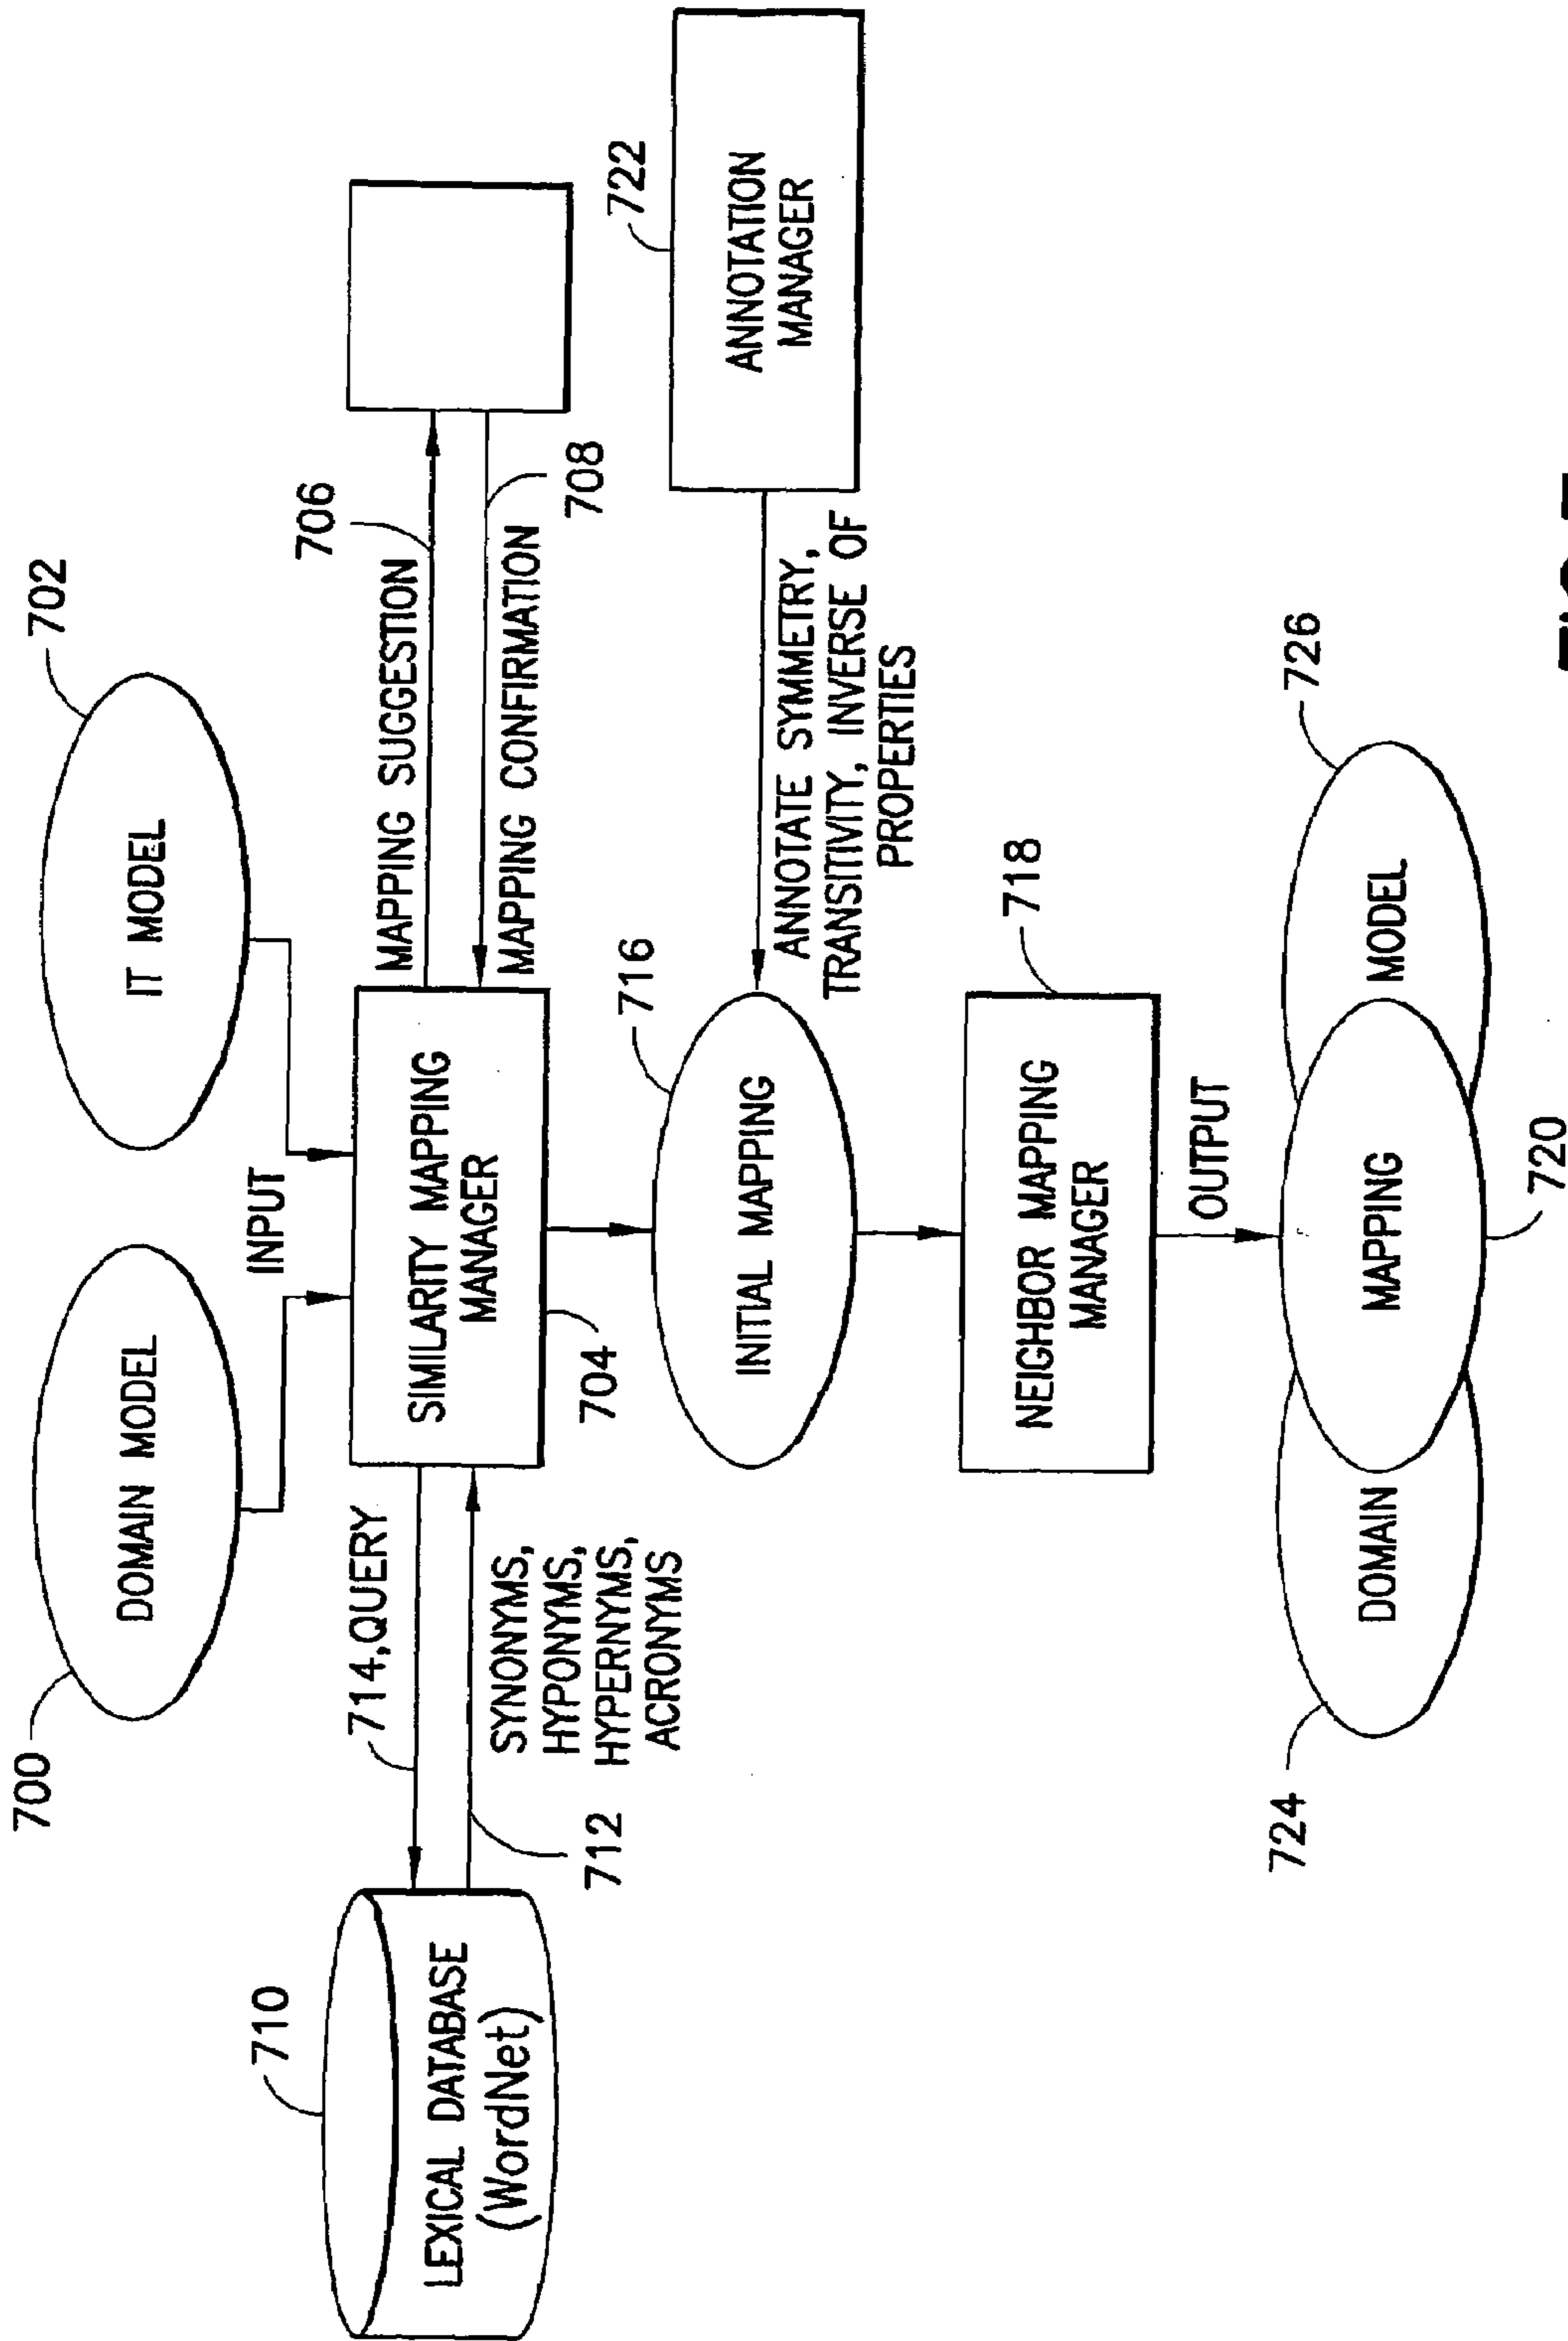 700
DOMAIN MODEL
702
IT MODEL
INPUT
710
LEXICAL DATABASE
(WordNet)
714,QUERY
712
SYNONYMS,
HYPONYMS,
HYPERNYMS,
ACRONYMS
SIMILARITY MAPPING
MANAGER
704
706
MAPPING SUGGESTION
MAPPING CONFIRMATION
708
716
INITIAL MAPPING
722
ANNOTATION
MANAGER
ANNOTATE SYMMETRY,
TRANSITIVITY, INVERSE OF
PROPERTIES
718
NEIGHBOR MAPPING
MANAGER
OUTPUT
724
DOMAIN
MAPPING
MODEL
726
720